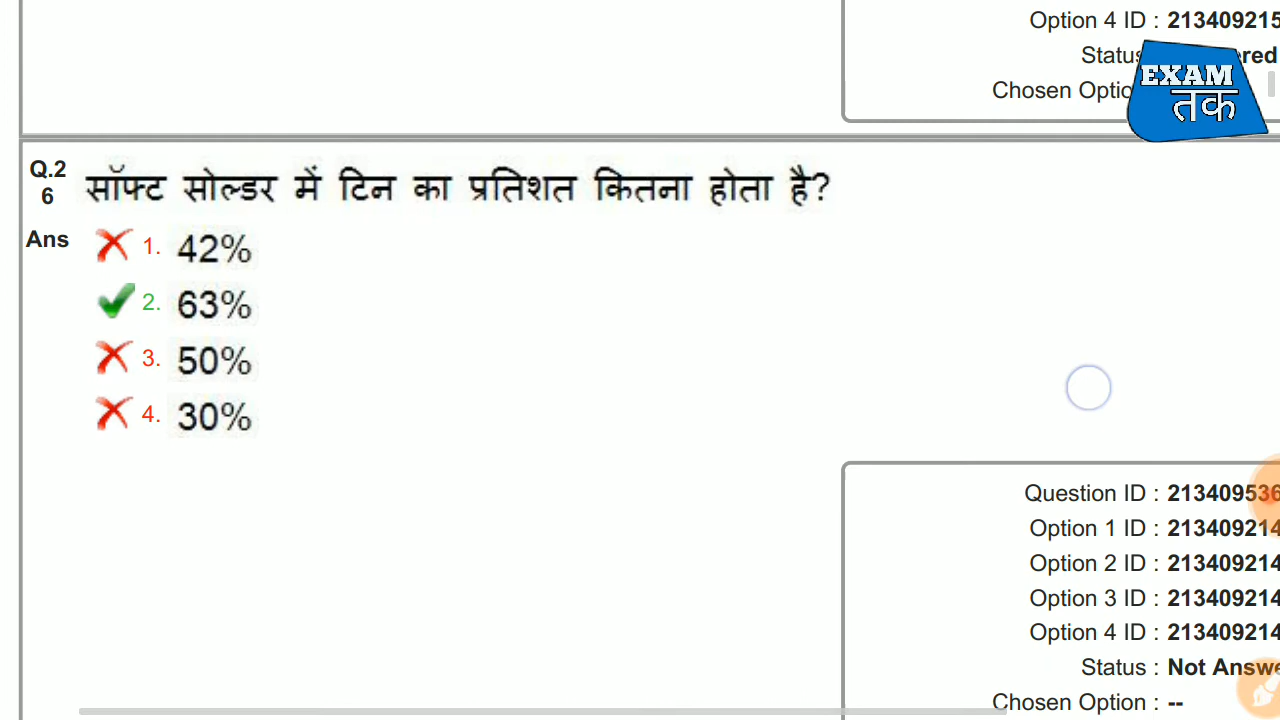 Option 4 ID : 213409215
Status
Chosen Optio
EXAM
तक
Q.2
6
सॉफ्ट सोल्डर में टिन का प्रतिशत कितना होता है?
Ans
1. 42%
2. 63%
3. 50%
4. 30%
Question ID : 213409536
Option 1 ID : 213409214
Option 2 ID : 213409214
Option 3 ID : 213409214
Option 4 ID : 213409214
Status : Not Answe
Chosen Option : --